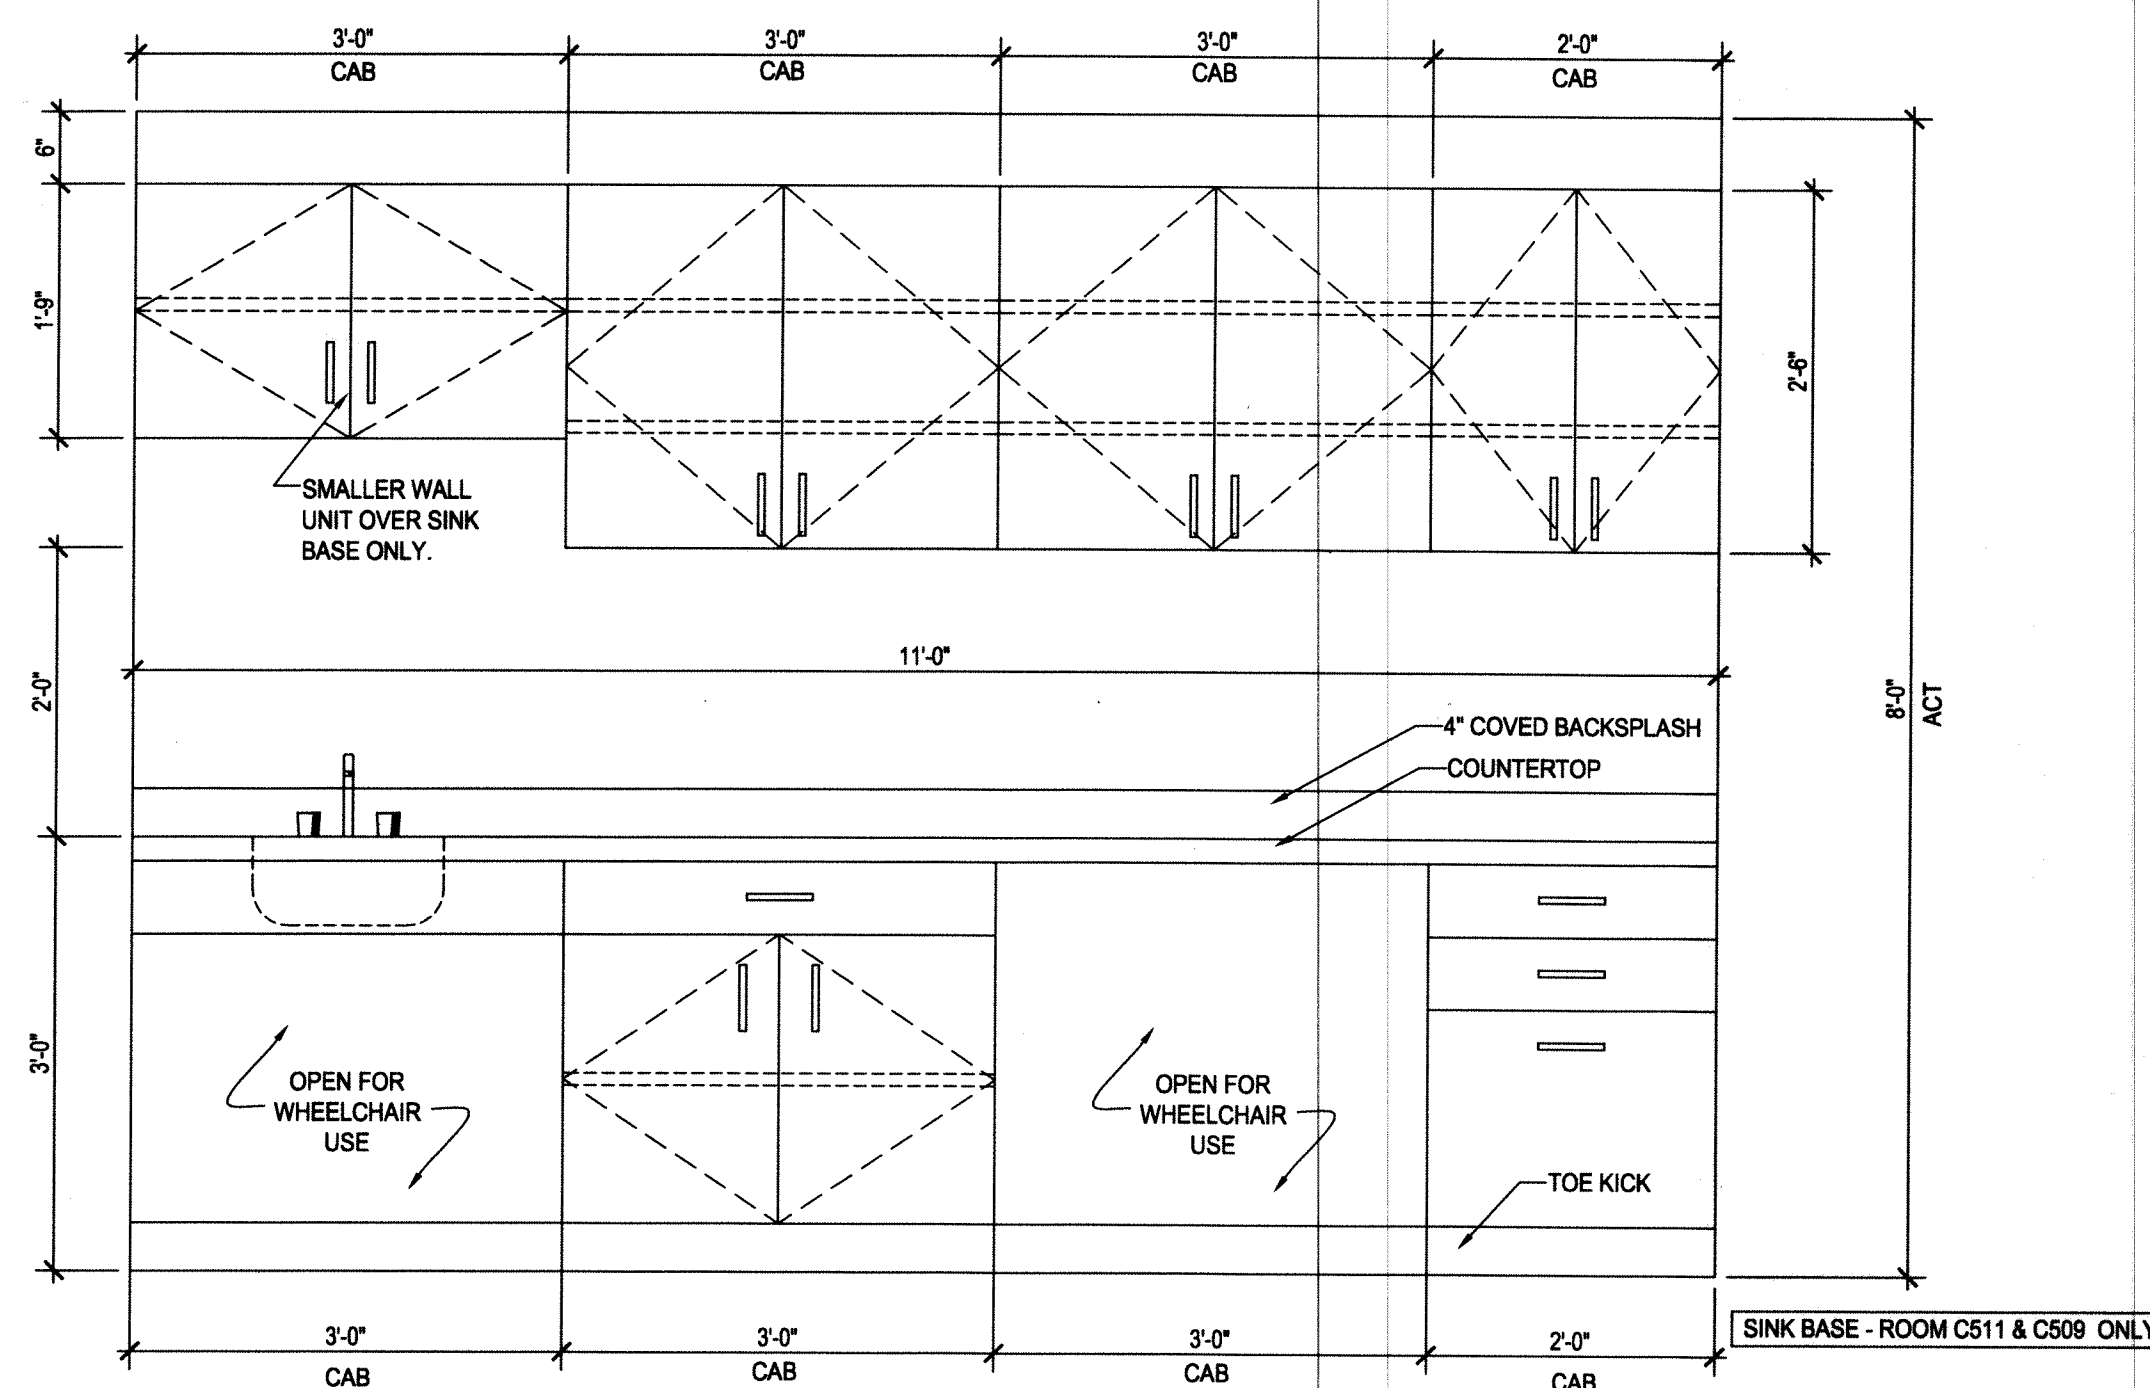 3'-0"
3'-0"
3'-0"
2'-0"
CAB
CAB
CAB
CAB
6"
1'-9"
2'-6"
SMALLER WALL
UNIT OVER SINK
BASE ONLY.
11'-0"
2'-0"
8'-0"
ACT
4" COVED BACKSPLASH
COUNTERTOP
3'-0"
OPEN FOR
WHEELCHAIR
USE
OPEN FOR
WHEELCHAIR
USE
TOE KICK
SINK BASE - ROOM C511 & C509 ONLY
3'-0"
3'-0"
3'-0"
2'-0"
CAB
CAB
CAB
CAB